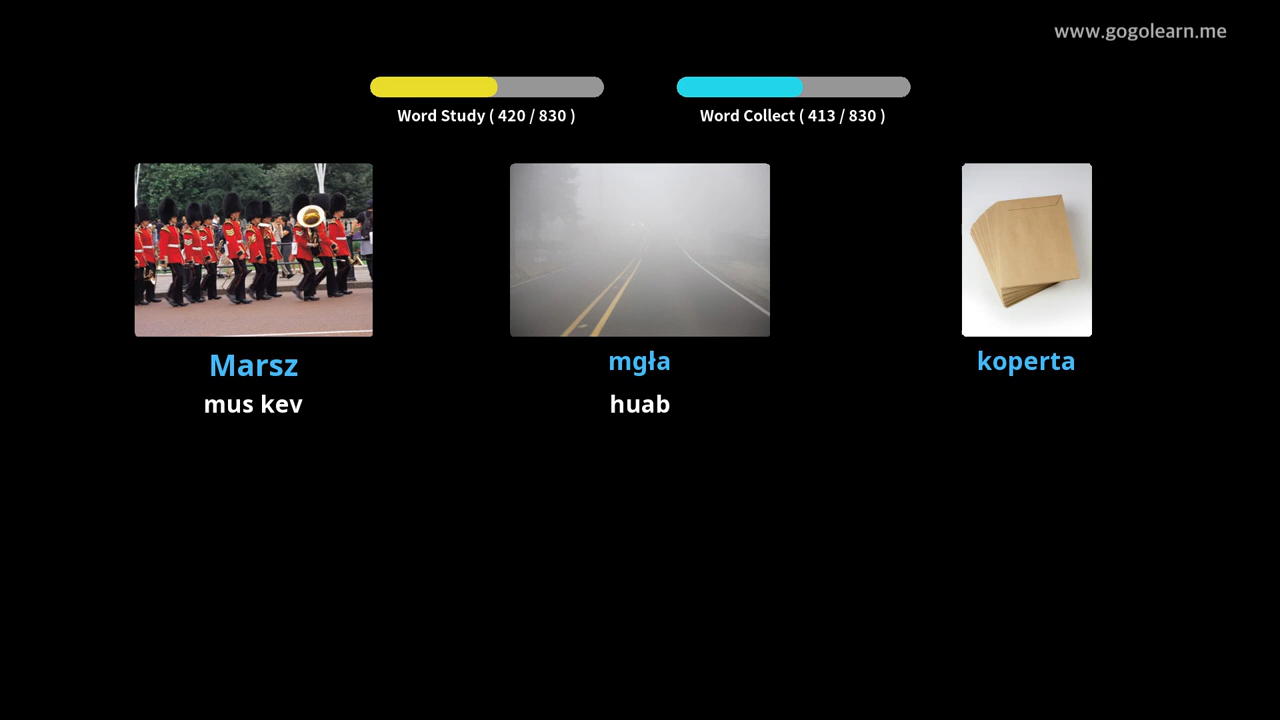 www.gogolearn.me
Word Study ( 420 / 830 )
Word Collect ( 413 / 830 )
Marsz
mgła
koperta
mus kev
huab